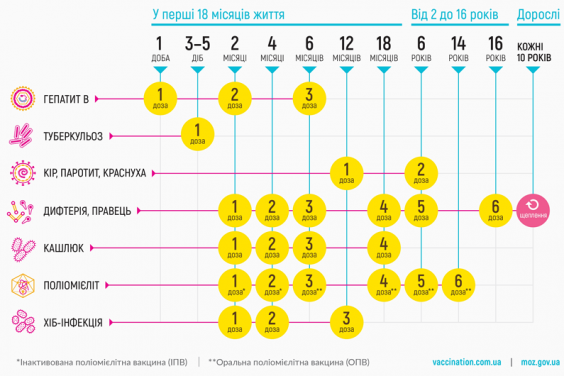 У перші 18 місяців життя
Від 2 до 16 років
Дорослі
1
ДОБА
3–5
ДІБ
2
МІСЯЦІ
4
МІСЯЦІ
6
МІСЯЦІВ
12
МІСЯЦІВ
18
МІСЯЦІВ
6
РОКІВ
14
РОКІВ
16
РОКІВ
КОЖНІ
10 РОКІВ
ГЕПАТИТ В
1
доза
2
доза
3
доза
ТУБЕРКУЛЬОЗ
1
доза
КІР, ПАРОТИТ, КРАСНУХА
1
доза
2
доза
ДИФТЕРІЯ, ПРАВЕЦЬ
1
доза
2
доза
3
доза
4
доза
5
доза
6
доза
щеплення
КАШЛЮК
1
доза
2
доза
3
доза
4
доза
ПОЛІОМІЄЛІТ
1
доза*
2
доза*
3
доза**
4
доза**
5
доза**
6
доза**
ХІБ-ІНФЕКЦІЯ
1
доза
2
доза
3
доза
*Інактивована поліомієлітна вакцина (ІПВ) | **Оральна поліомієлітна вакцина (ОПВ)
vaccination.com.ua | moz.gov.ua